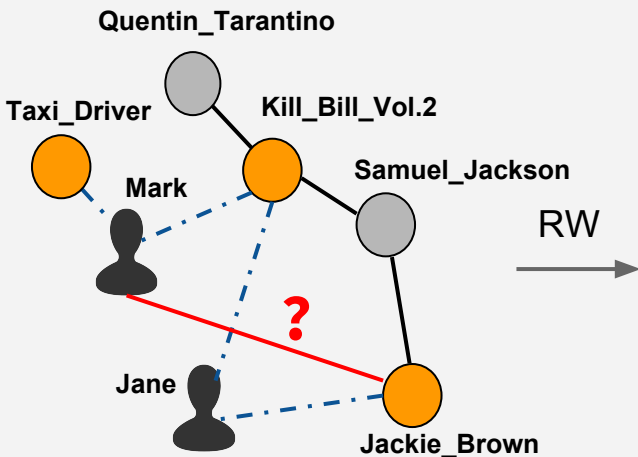 Quentin_Tarantino
Taxi_Driver
Kill_Bill_Vol.2
Samuel_Jackson
Mark
RW
?
Jane
Jackie_Brown